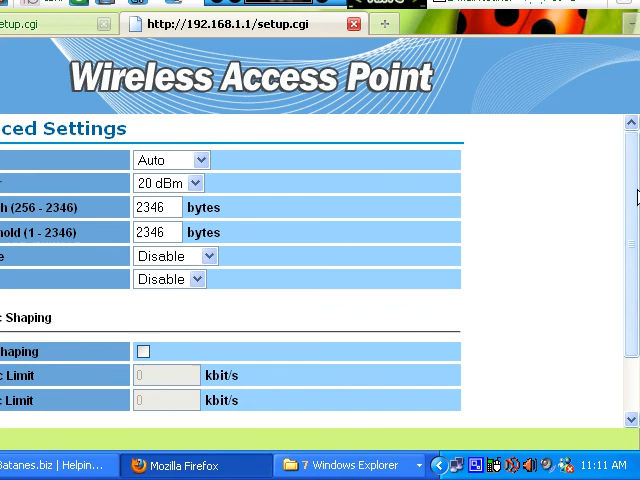 setup.cgi
http://192.168.1.1/setup.cgi
Wireless Access Point
ced Settings
Auto
20 dBm
h (256 - 2346) 2346 bytes
hold (1 - 2346) 2346 bytes
e Disable
Disable
Shaping
haping
c Limit 0 kbit/s
c Limit 0 kbit/s
Batanes.biz | Helpin... Mozilla Firefox 7 Windows Explorer 11:11 AM